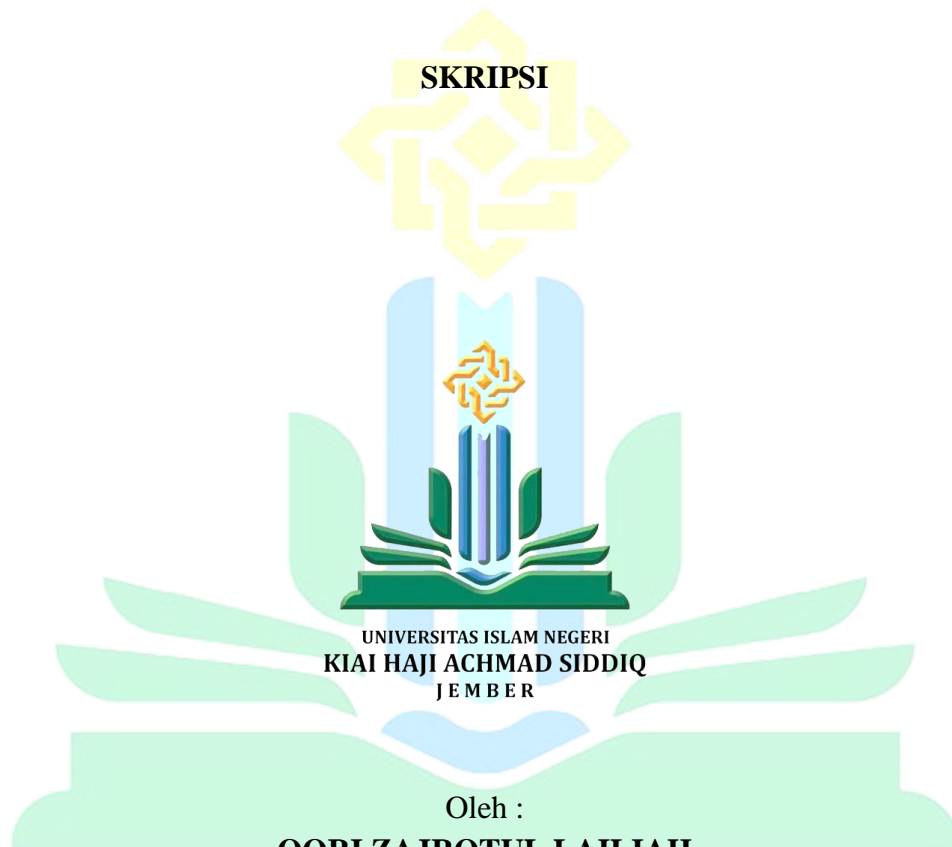 SKRIPSI
UNIVERSITAS ISLAM NEGERI
KIAI HAJI ACHMAD SIDDIQ
JEMBER
Oleh :